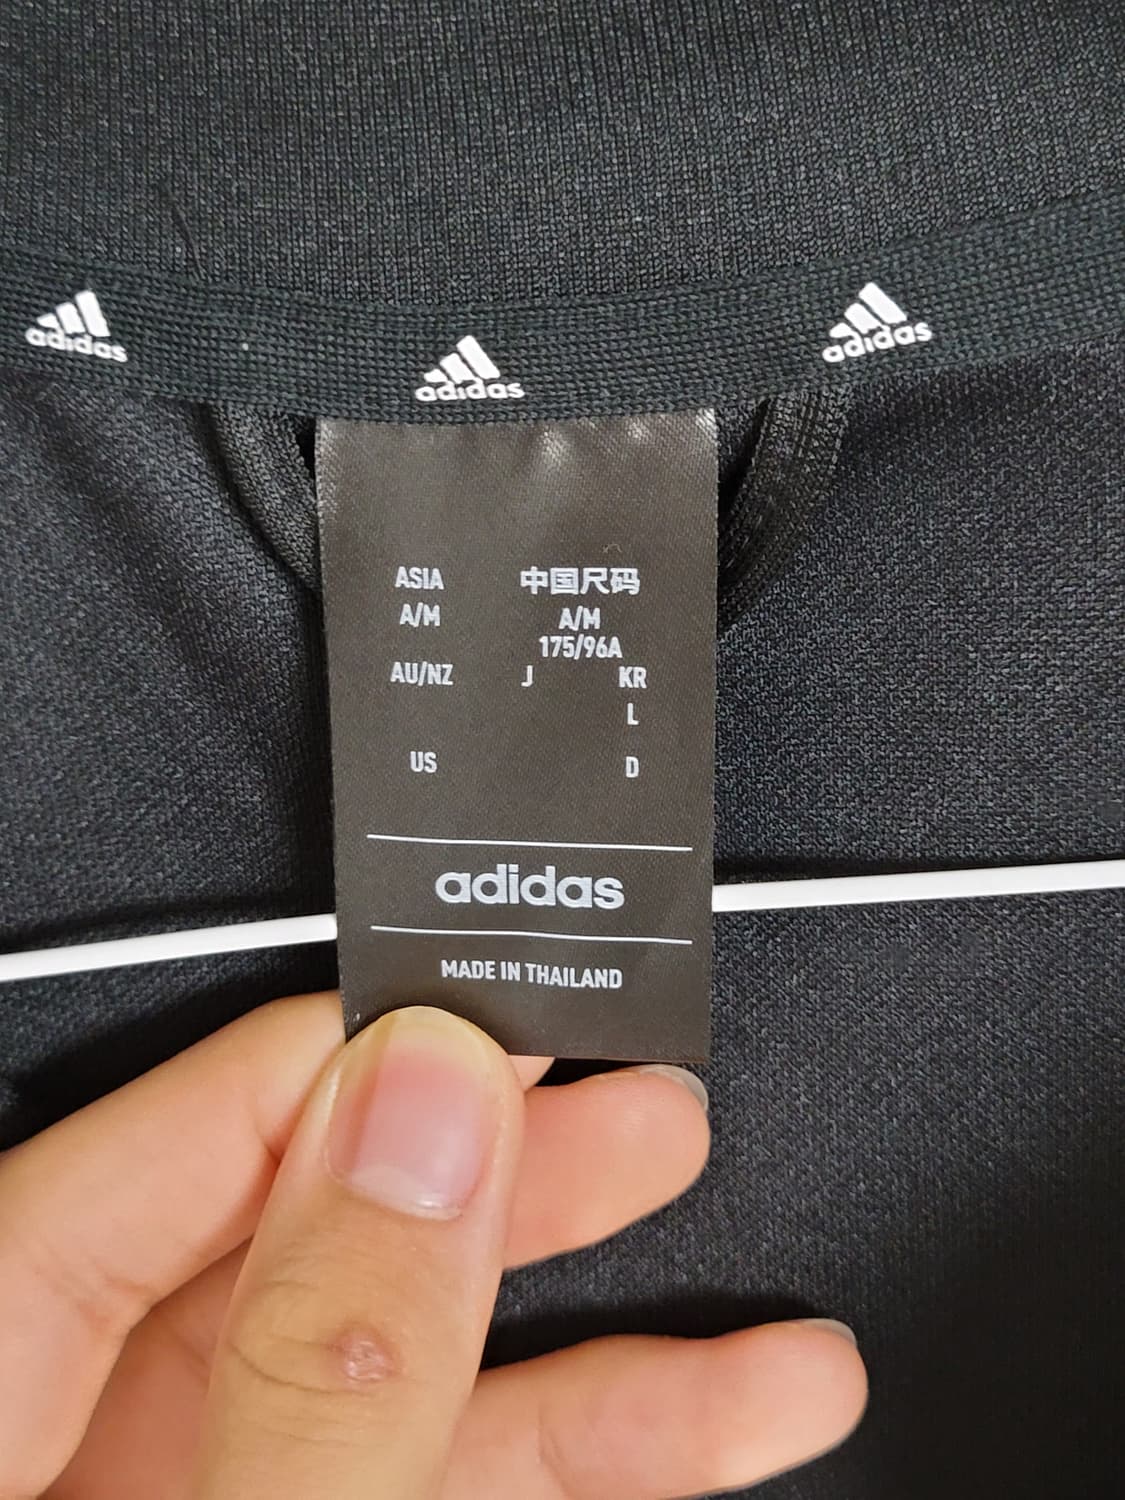 adidas
adidas
adidas
ASIA 中国尺码
A/M A/M
175/96A
AU/NZ J KR
L
US D
adidas
MADE IN THAILAND